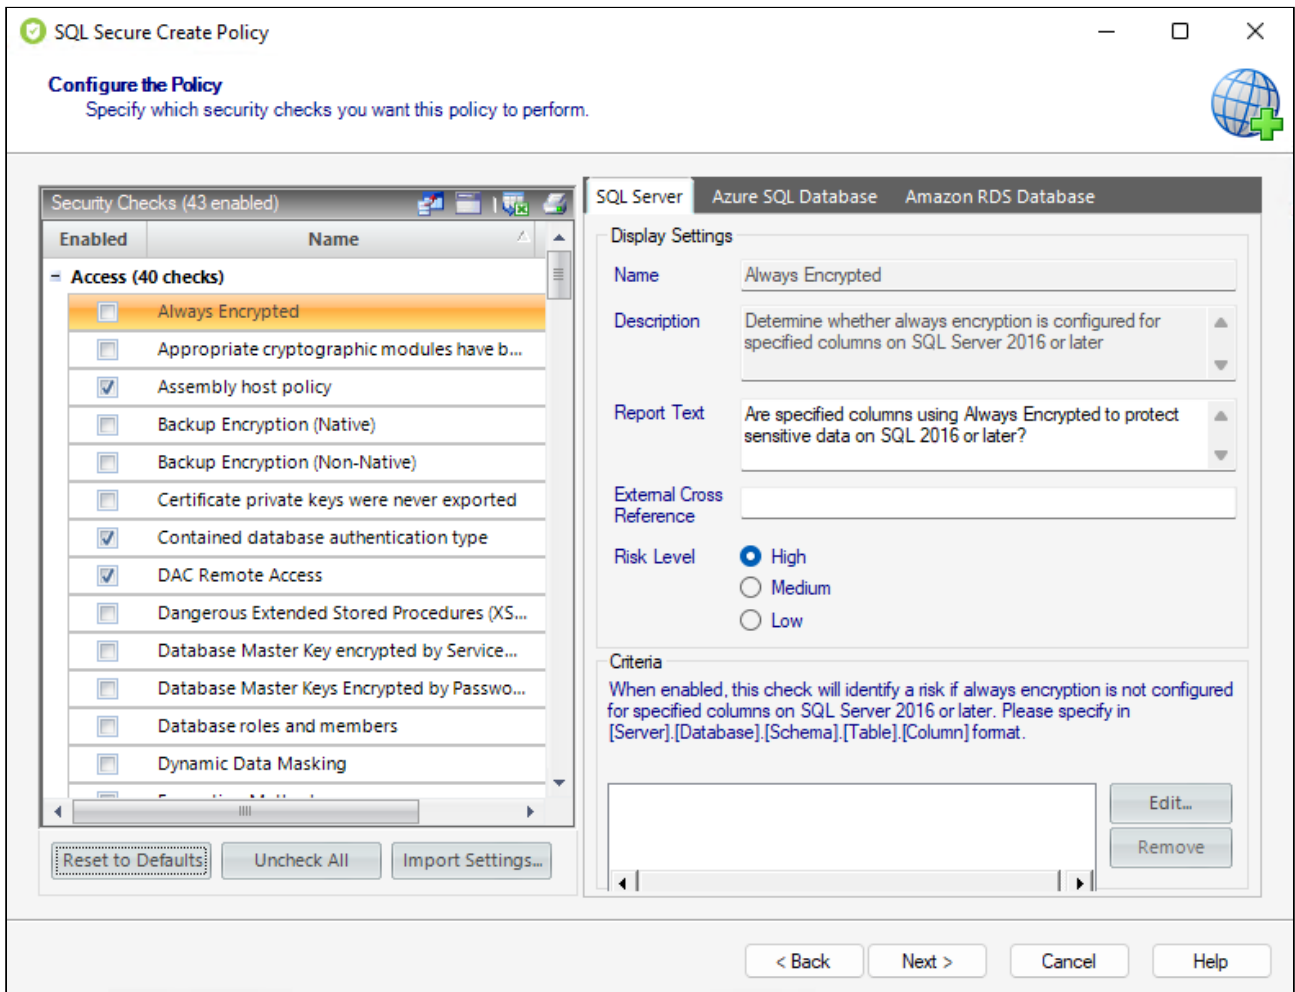 SQL Secure Create Policy
Configure the Policy
Specify which security checks you want this policy to perform.
Security Checks (43 enabled)
Enabled Name
Access (40 checks)
Always Encrypted
Appropriate cryptographic modules have b...
Assembly host policy
Backup Encryption (Native)
Backup Encryption (Non-Native)
Certificate private keys were never exported
Contained database authentication type
DAC Remote Access
Dangerous Extended Stored Procedures (XS...
Database Master Key encrypted by Service...
Database Master Keys Encrypted by Passwo...
Database roles and members
Dynamic Data Masking
Reset to Defaults
Uncheck All
Import Settings...
SQL Server
Azure SQL Database
Amazon RDS Database
Display Settings
Name
Always Encrypted
Description
Determine whether always encryption is configured for
specified columns on SQL Server 2016 or later
Report Text
Are specified columns using Always Encrypted to protect
sensitive data on SQL 2016 or later?
External Cross
Reference
Risk Level
High
Medium
Low
Criteria
When enabled, this check will identify a risk if always encryption is not configured
for specified columns on SQL Server 2016 or later. Please specify in
[Server].[Database].[Schema].[Table].[Column] format.
Edit...
Remove
< Back
Next >
Cancel
Help